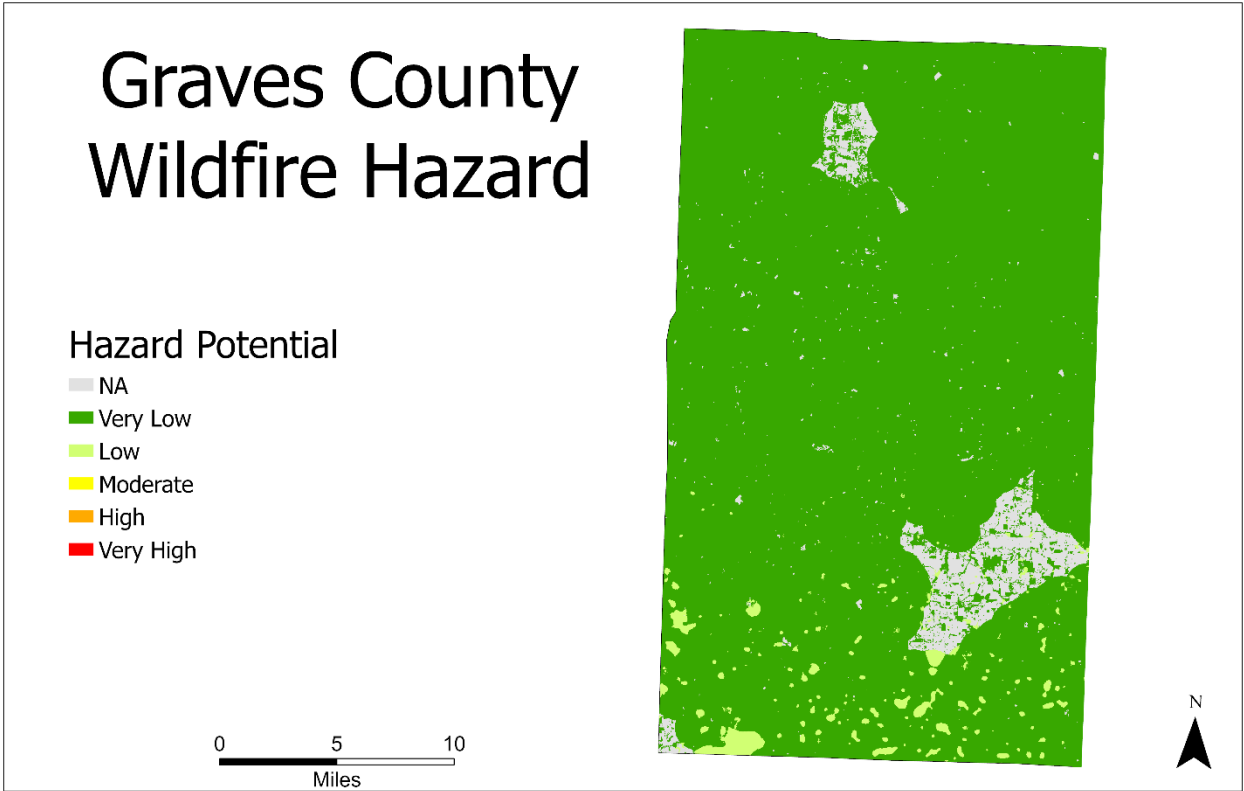 Graves County
Wildfire Hazard
Hazard Potential
NA
Very Low
Low
Moderate
High
Very High
0 5 10
Miles
N